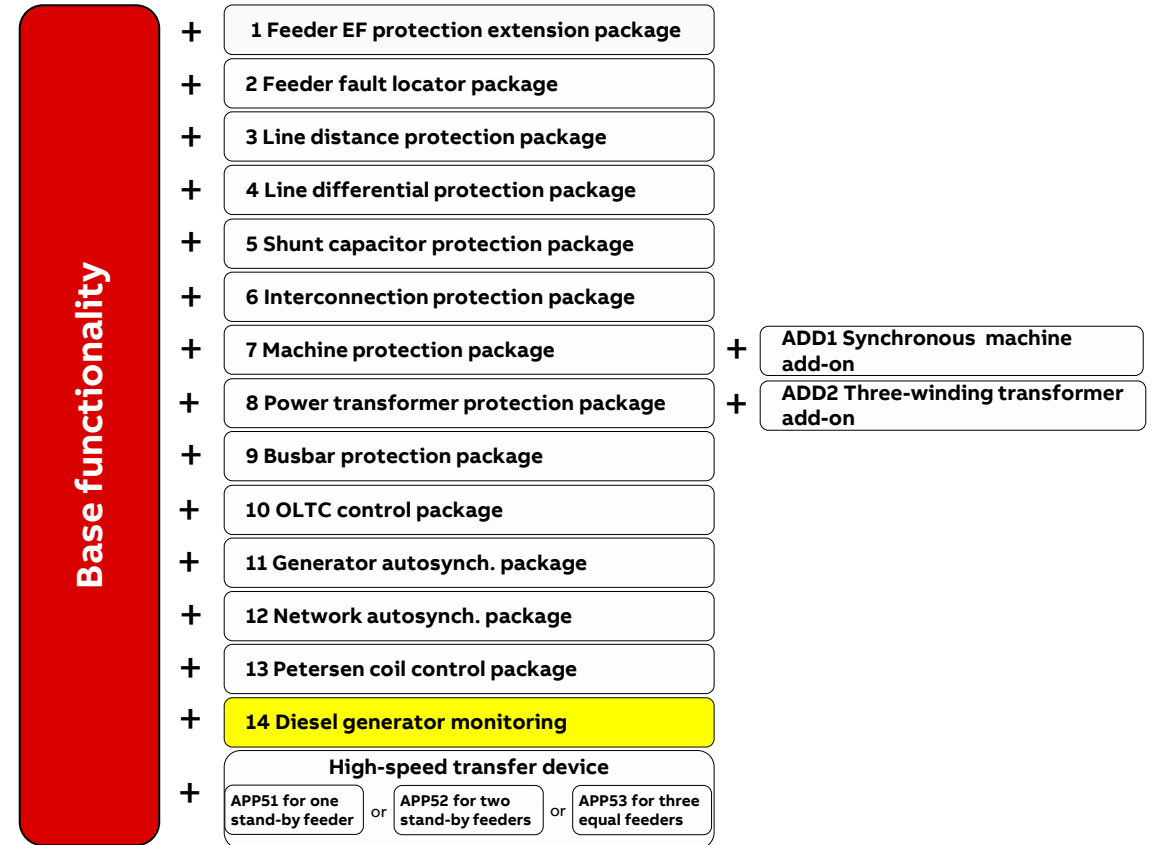 Base functionality
+ 1 Feeder EF protection extension package
+ 2 Feeder fault locator package
+ 3 Line distance protection package
+ 4 Line differential protection package
+ 5 Shunt capacitor protection package
+ 6 Interconnection protection package
+ 7 Machine protection package
+ ADD1 Synchronous machine
add-on
+ 8 Power transformer protection package
+ ADD2 Three-winding transformer
add-on
+ 9 Busbar protection package
+ 10 OLTC control package
+ 11 Generator autosynch. package
+ 12 Network autosynch. package
+ 13 Petersen coil control package
+ 14 Diesel generator monitoring
+ High-speed transfer device
APP51 for one
stand-by feeder
or
APP52 for two
stand-by feeders
or
APP53 for three
equal feeders